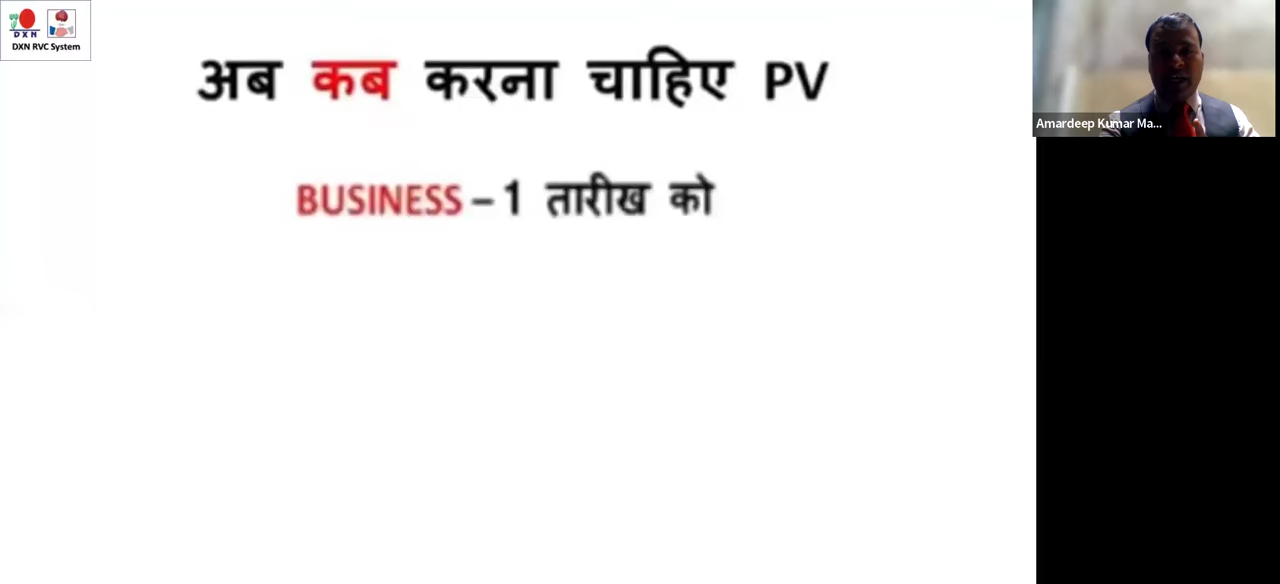 DXN
DXN RVC System
अब कब करना चाहिए PV
BUSINESS – 1 तारीख को
Amardeep Kumar Ma...